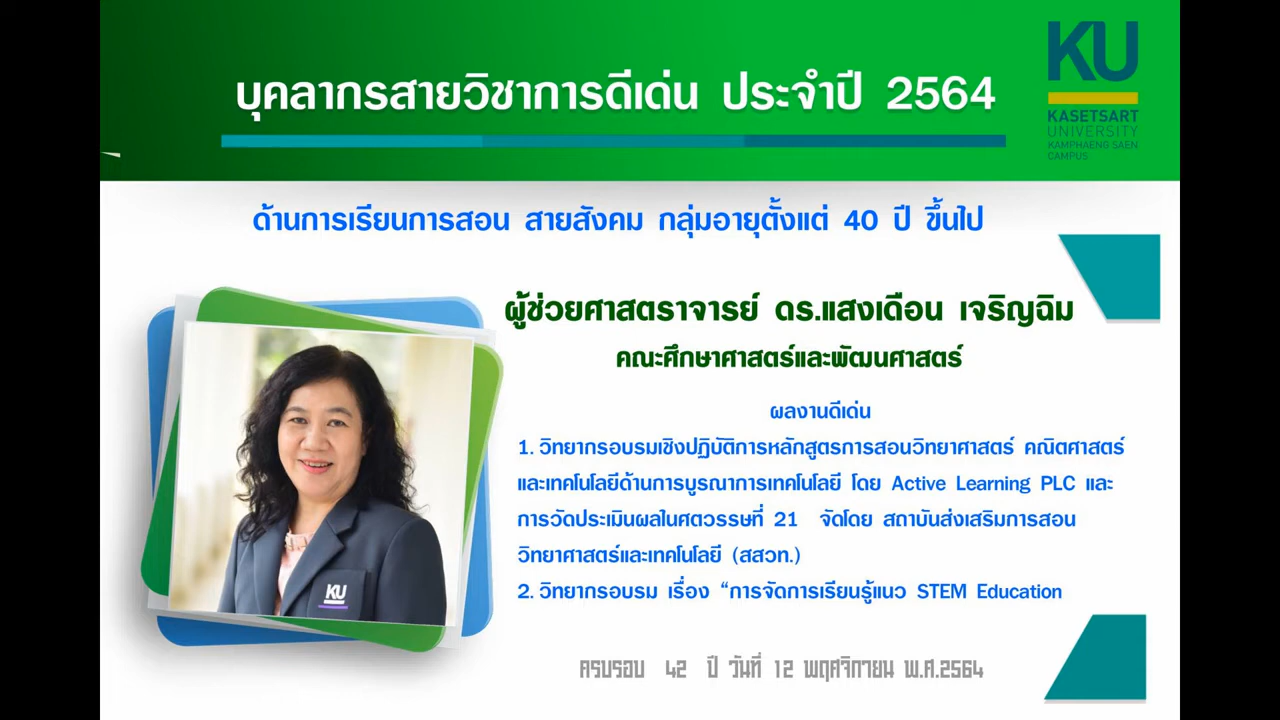 บุคลากรสายวิชาการดีเด่น ประจำปี 2564
KU
KASETSART
UNIVERSITY
KAMPHAENG SAEN
CAMPUS
ด้านการเรียนการสอน สายสังคม กลุ่มอายุตั้งแต่ 40 ปี ขึ้นไป
ผู้ช่วยศาสตราจารย์ ดร.แสงเดือน เจริญฉิม
คณะศึกษาศาสตร์และพัฒนศาสตร์
ผลงานดีเด่น
1. วิทยากรอบรมเชิงปฏิบัติการหลักสูตรการสอนวิทยาศาสตร์ คณิตศาสตร์
และเทคโนโลยีด้านการบูรณาการเทคโนโลยี โดย Active Learning PLC และ
การวัดประเมินผลในศตวรรษที่ 21 จัดโดย สถาบันส่งเสริมการสอน
วิทยาศาสตร์และเทคโนโลยี (สสวท.)
2. วิทยากรอบรม เรื่อง “การจัดการเรียนรู้แนว STEM Education
KU
ครบรอบ 42 ปี วันที่ 12 พฤศจิกายน พ.ศ.2564